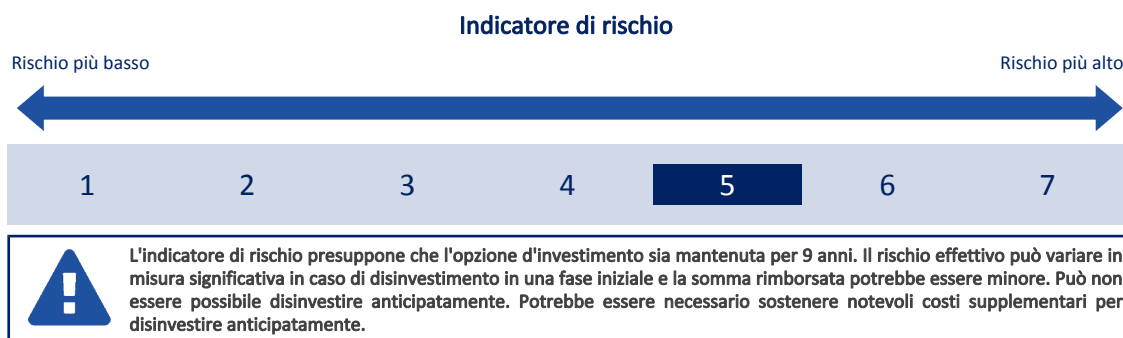 Indicatore di rischio
Rischio più basso
Rischio più alto
1 2 3 4 5 6 7
L'indicatore di rischio presuppone che l'opzione d'investimento sia mantenuta per 9 anni. Il rischio effettivo può variare in
misura significativa in caso di disinvestimento in una fase iniziale e la somma rimborsata potrebbe essere minore. Può non
essere possibile disinvestire anticipatamente. Potrebbe essere necessario sostenere notevoli costi supplementari per
disinvestire anticipatamente.